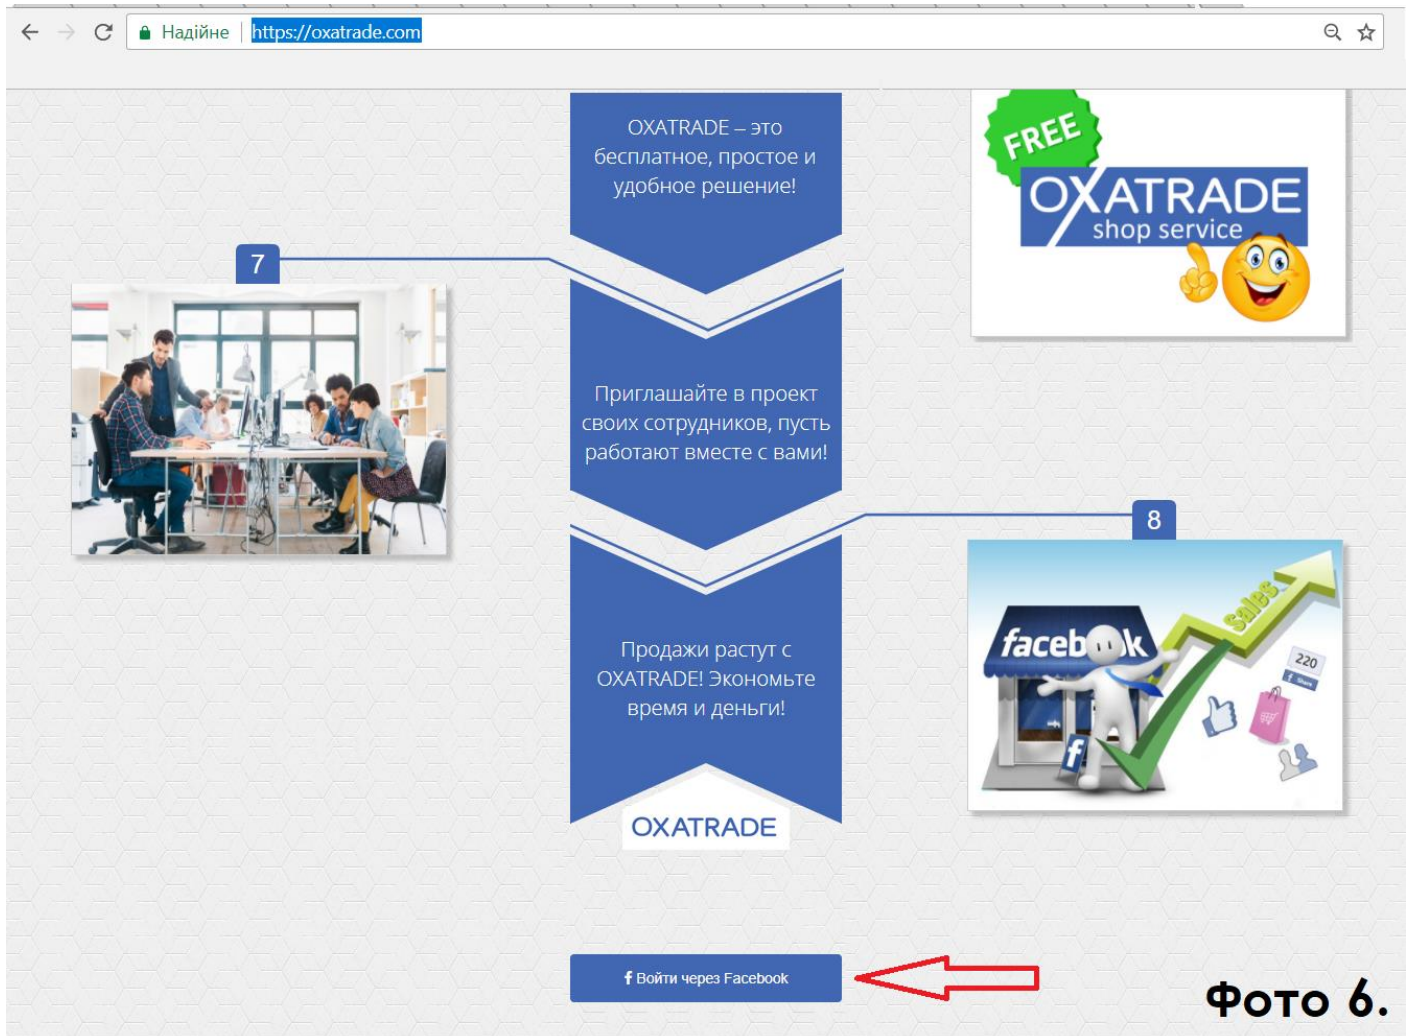 Надійне
https://oxatrade.com
OXATRADE – это
бесплатное, простое и
удобное решение!
FREE
OXATRADE
shop service
7
Приглашайте в проект
своих сотрудников, пусть
работают вместе с вами!
8
Sales
facebook
220
f Share
f
Продажи растут с
OXATRADE! Экономьте
время и деньги!
OXATRADE
f Войти через Facebook
Фото 6.